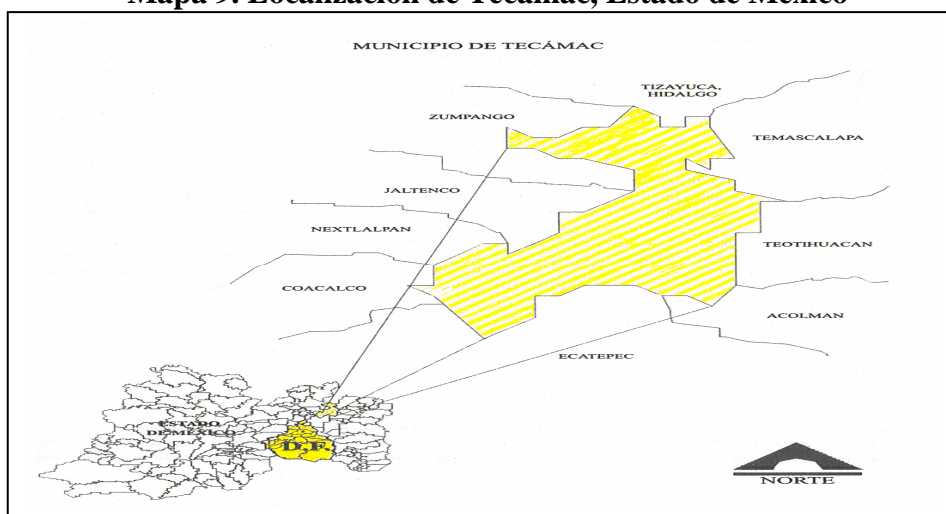 Mapa 9. Localización de Tecámac, Estado de México
MUNICIPIO DE TECÁMAC
TIZAYUCA,
HIDALGO
ZUMPANGO
TEMASCALAPA
JALTENCO
NEXTLALPAN
TEOTIHUACAN
COACALCO
ACOLMAN
ECATEPEC
ESTADO
DE MEXICO
D.F.
NORTE